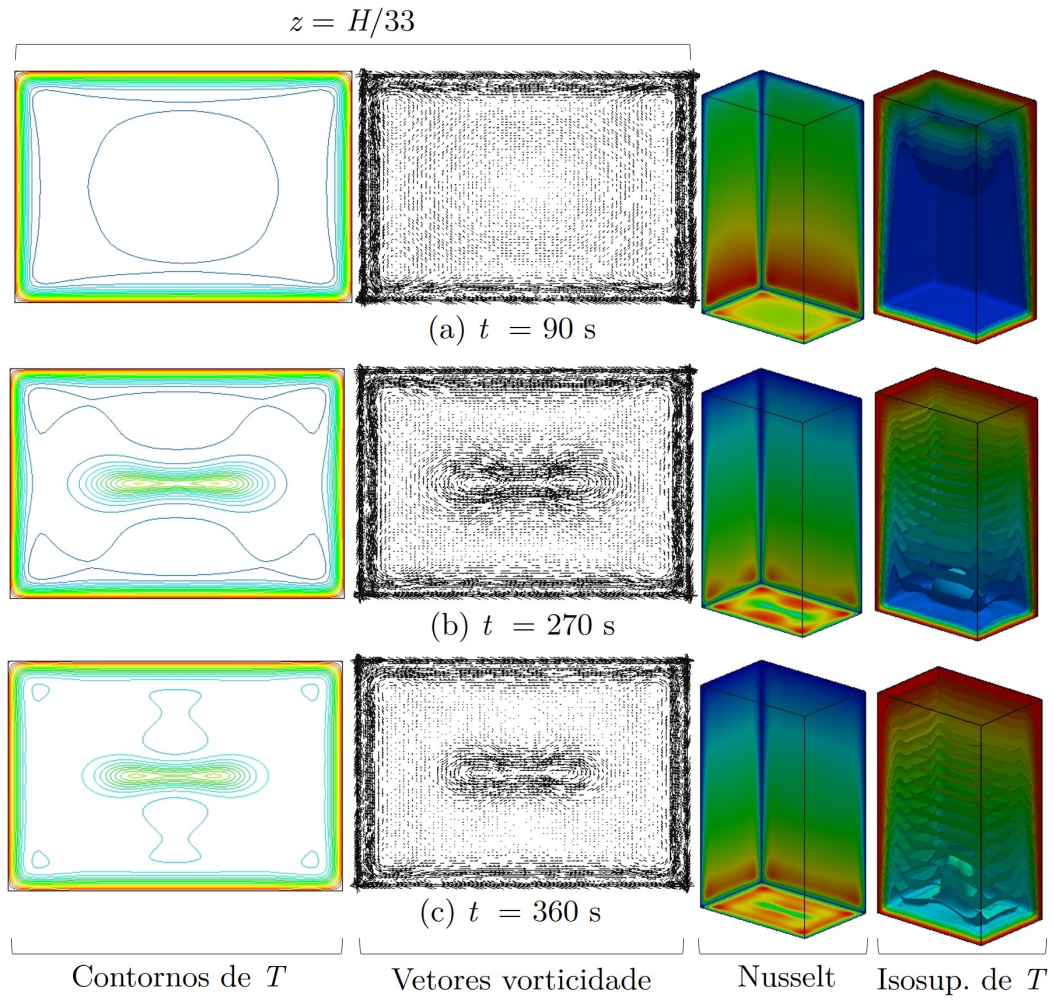 z = H/33
(a) t = 90 s
(b) t = 270 s
(c) t = 360 s
Contornos de T
Vetores vorticidade
Nusselt
Isosup. de T